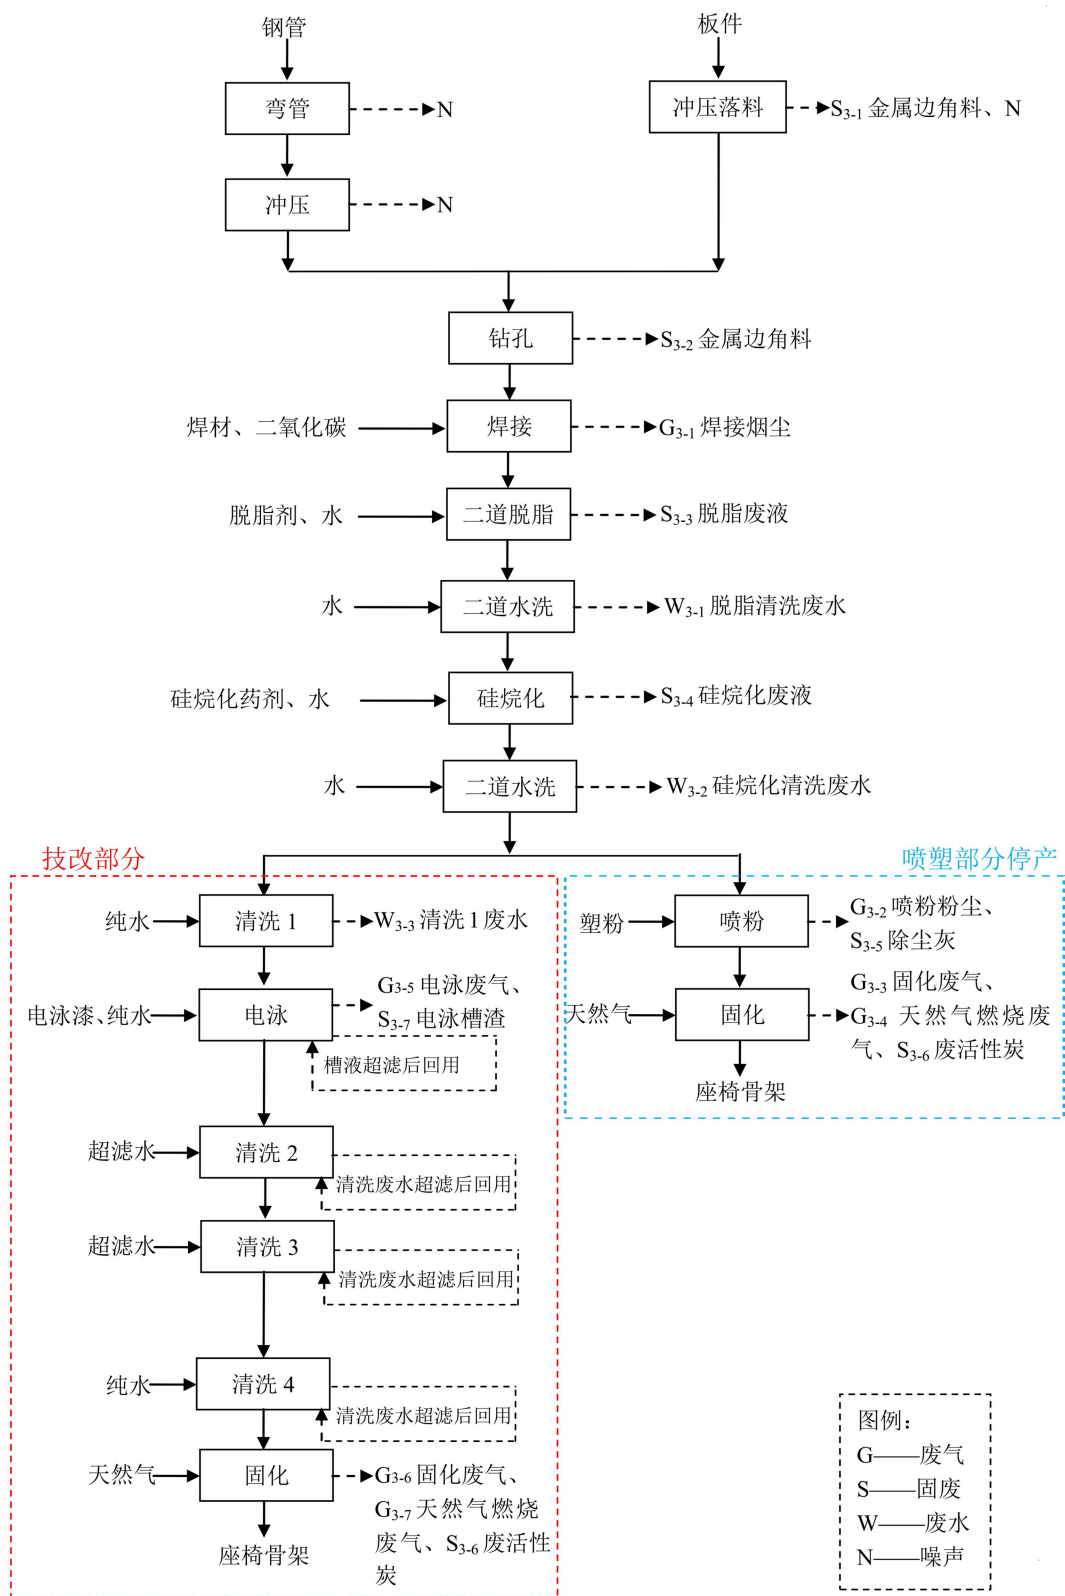 钢管
板件
弯管
N
冲压落料
S3-1 金属边角料、N
冲压
N
钻孔
S3-2 金属边角料
焊材、二氧化碳
焊接
G3-1 焊接烟尘
脱脂剂、水
二道脱脂
S3-3 脱脂废液
水
二道水洗
W3-1 脱脂清洗废水
硅烷化药剂、水
硅烷化
S3-4 硅烷化废液
水
二道水洗
W3-2 硅烷化清洗废水
技改部分
喷塑部分停产
纯水
清洗 1
W3-3 清洗 1 废水
电泳漆、纯水
电泳
G3-5 电泳废气、
S3-7 电泳槽渣
槽液超滤后回用
超滤水
清洗 2
清洗废水超滤后回用
超滤水
清洗 3
清洗废水超滤后回用
纯水
清洗 4
清洗废水超滤后回用
天然气
固化
G3-6 固化废气、
G3-7 天然气燃烧
废气、S3-6 废活性
炭
座椅骨架
塑粉
喷粉
G3-2 喷粉粉尘、
S3-5 除尘灰
天然气
固化
G3-3 固化废气、
G3-4 天然气燃烧废
气、S3-6 废活性炭
座椅骨架
图例：
G——废气
S——固废
W——废水
N——噪声